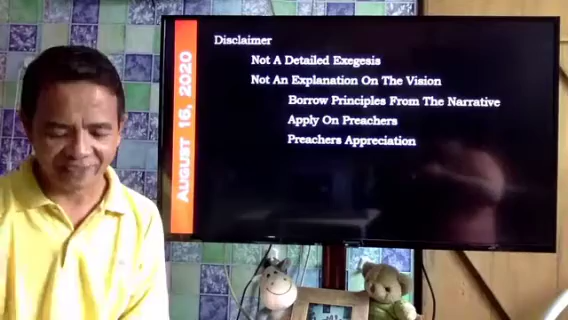 AUGUST 16, 2020
Disclaimer
Not A Detailed Exegesis
Not An Explanation On The Vision
Borrow Principles From The Narrative
Apply On Preachers
Preachers Appreciation